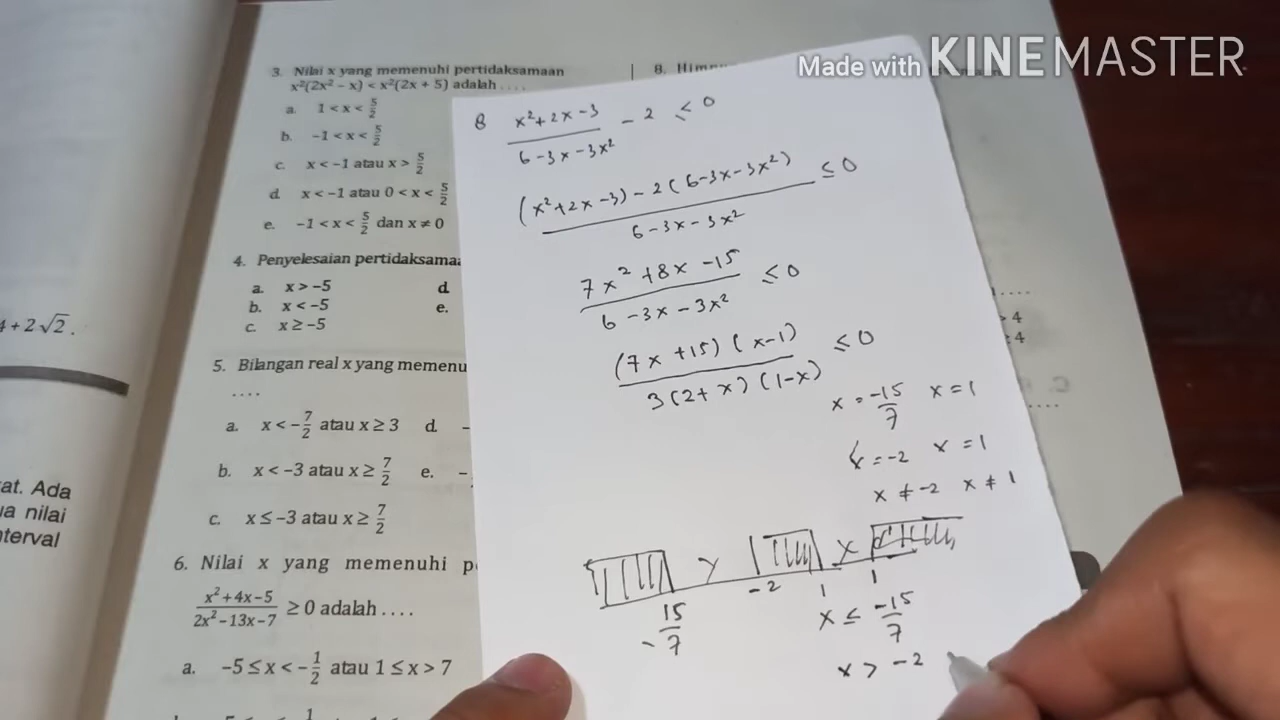 Made with KINEMASTER
4 + 2√2.
at. Ada
ua nilai
nterval
3. Nilai x yang memenuhi pertidaksamaan
x²(2x² – x) < x²(2x + 5) adalah . . . .
a. 1 < x < 5/2
b. –1 < x < 5/2
c. x < –1 atau x > 5/2
d. x < –1 atau 0 < x < 5/2
e. –1 < x < 5/2 dan x ≠ 0
4. Penyelesaian pertidaksama
a. x > –5 d
b. x < –5 e.
c. x ≥ –5
5. Bilangan real x yang memenu
. . . .
a. x < –7/2 atau x ≥ 3 d. –
b. x < –3 atau x ≥ 7/2 e. –
c. x ≤ –3 atau x ≥ 7/2
6. Nilai x yang memenuhi p
(x² + 4x – 5)/(2x² – 13x – 7) ≥ 0 adalah . . . .
a. –5 ≤ x < –1/2 atau 1 ≤ x > 7
8.
8 (x² + 2x – 3)/(6 – 3x – 3x²) – 2 ≤ 0
((x² + 2x – 3) – 2(6 – 3x – 3x²))/(6 – 3x – 3x²) ≤ 0
(7x² + 8x – 15)/(6 – 3x – 3x²) ≤ 0
((7x + 15)(x – 1))/(3(2 + x)(1 – x)) ≤ 0
x = –15/7 x = 1
x = –2 x = 1
x ≠ –2 x ≠ 1
–15/7 –2 1 1
x ≤ –15/7
x > –2